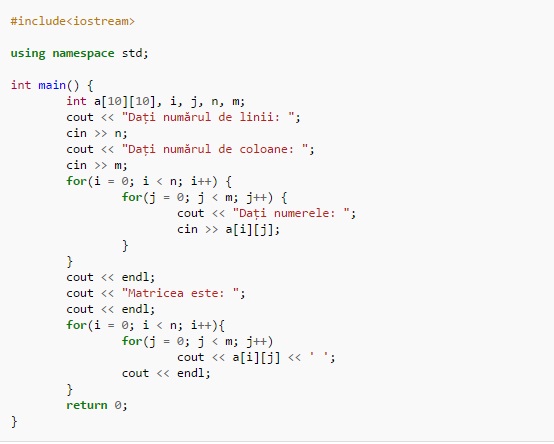 #include<iostream>
using namespace std;
int main() {
int a[10][10], i, j, n, m;
cout << "Dați numărul de linii: ";
cin >> n;
cout << "Dați numărul de coloane: ";
cin >> m;
for(i = 0; i < n; i++) {
for(j = 0; j < m; j++) {
cout << "Dați numerele: ";
cin >> a[i][j];
}
}
cout << endl;
cout << "Matricea este: ";
cout << endl;
for(i = 0; i < n; i++){
for(j = 0; j < m; j++)
cout << a[i][j] << ' ';
cout << endl;
}
return 0;
}